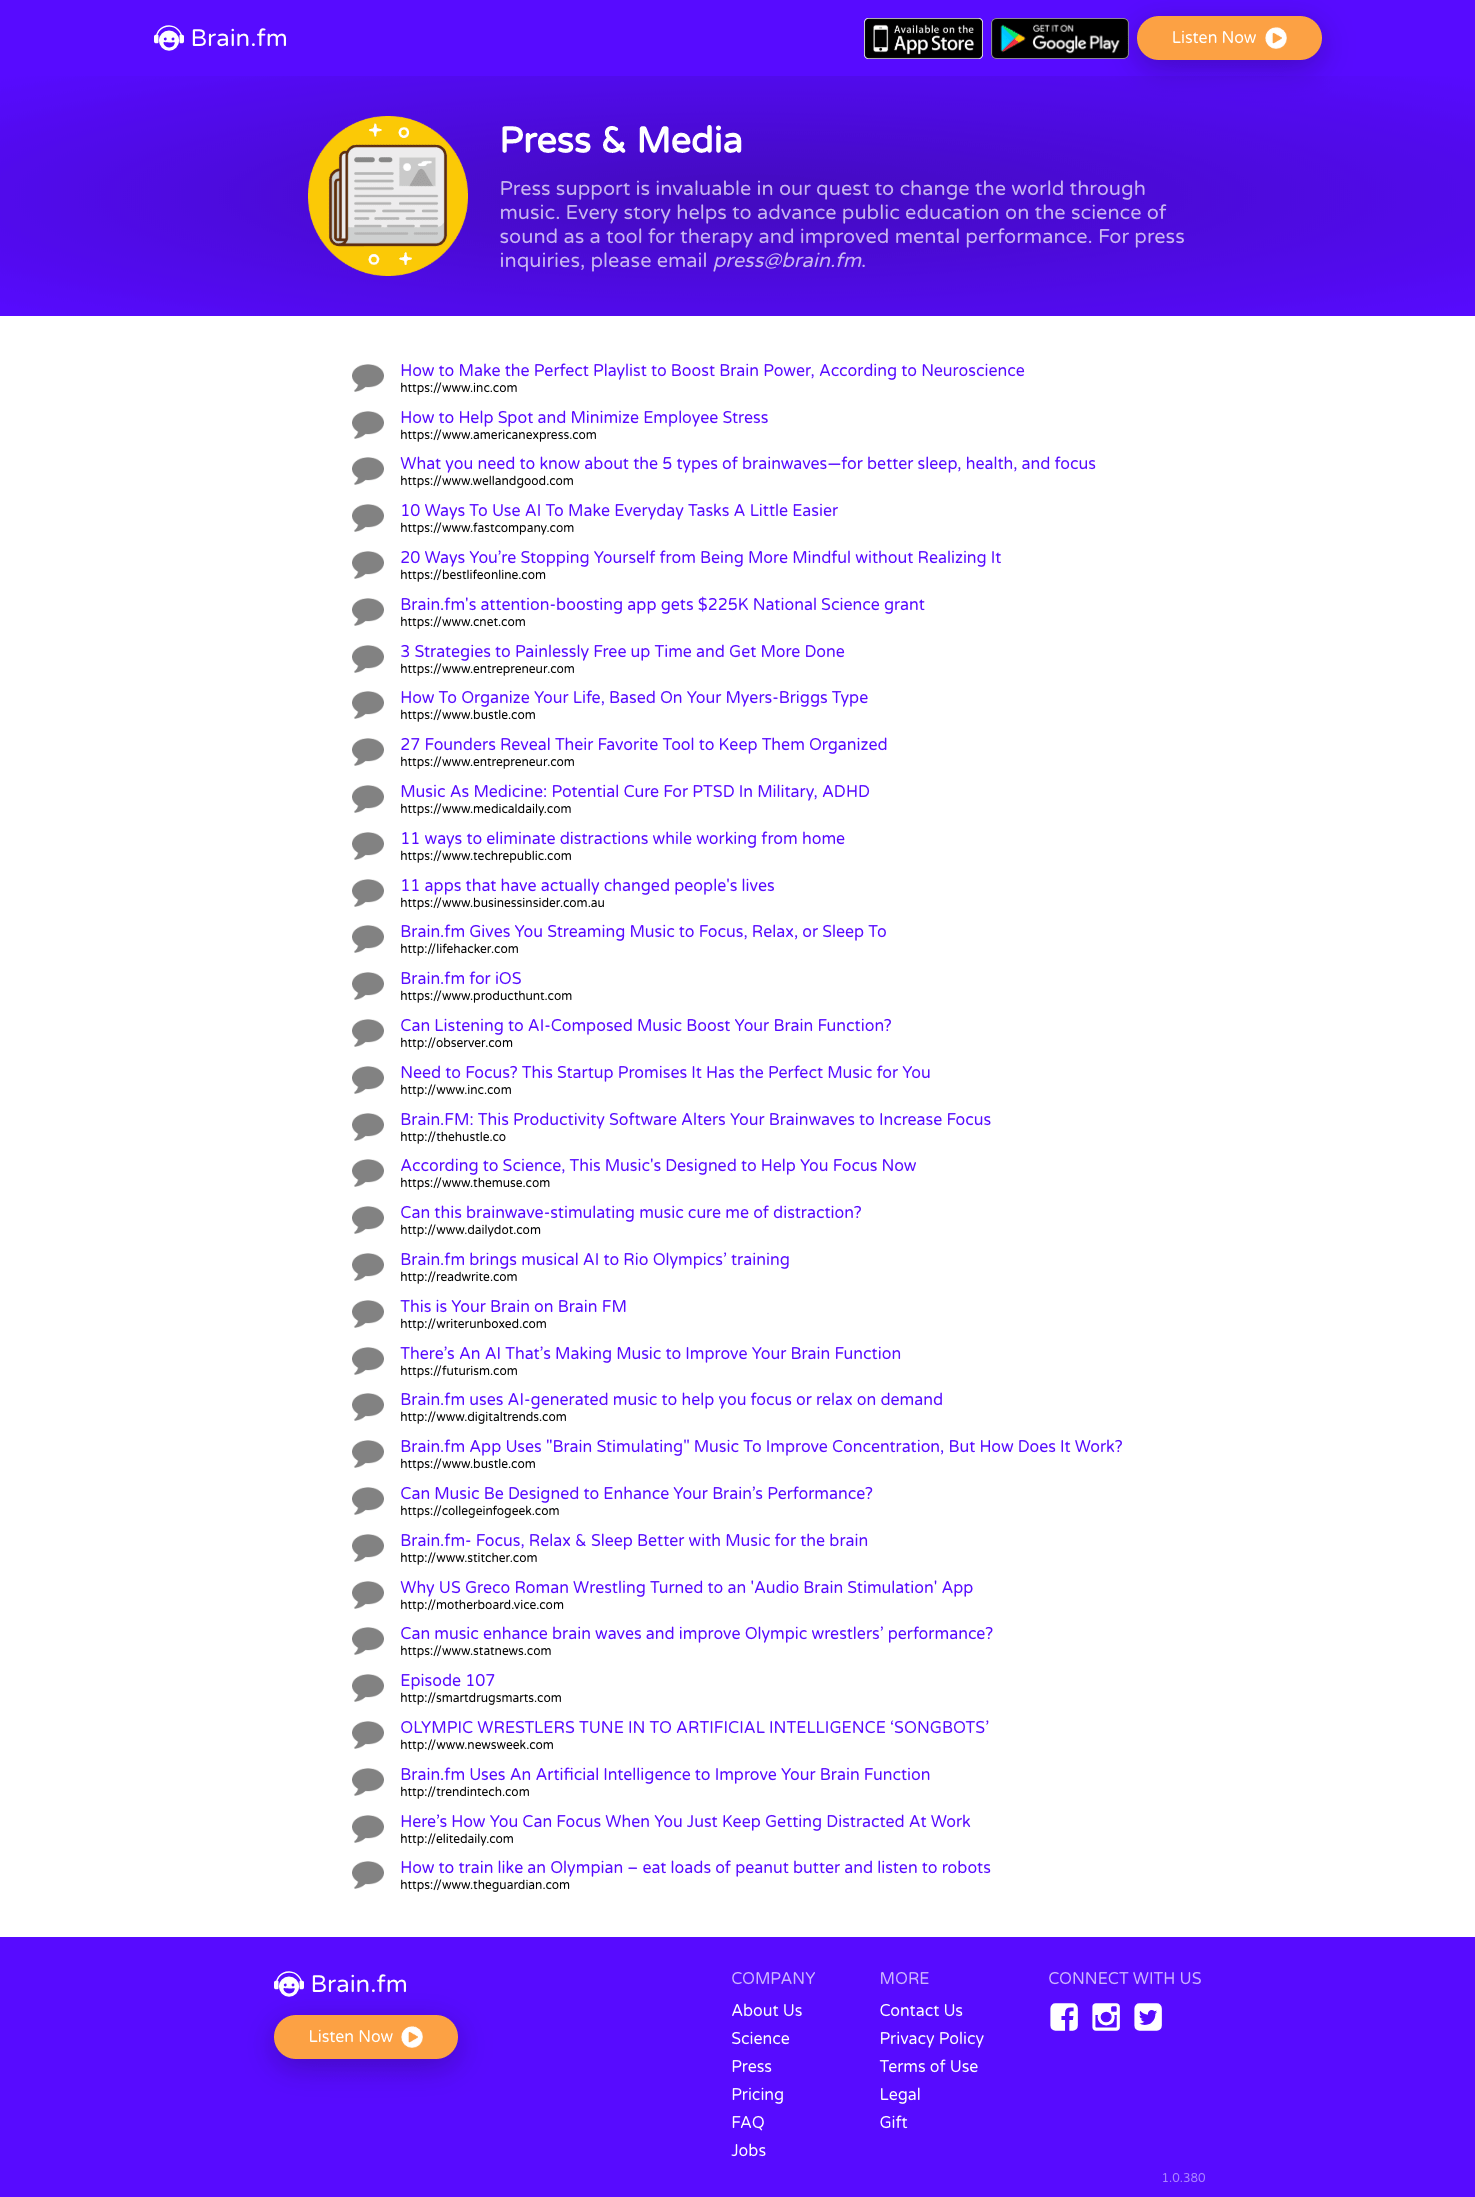 Brain.fm
Available on the
App Store
GET IT ON
Google Play
Listen Now
Press & Media
Press support is invaluable in our quest to change the world through
music. Every story helps to advance public education on the science of
sound as a tool for therapy and improved mental performance. For press
inquiries, please email press@brain.fm.
How to Make the Perfect Playlist to Boost Brain Power, According to Neuroscience
https://www.inc.com
How to Help Spot and Minimize Employee Stress
https://www.americanexpress.com
What you need to know about the 5 types of brainwaves—for better sleep, health, and focus
https://www.wellandgood.com
10 Ways To Use AI To Make Everyday Tasks A Little Easier
https://www.fastcompany.com
20 Ways You’re Stopping Yourself from Being More Mindful without Realizing It
https://bestlifeonline.com
Brain.fm's attention-boosting app gets $225K National Science grant
https://www.cnet.com
3 Strategies to Painlessly Free up Time and Get More Done
https://www.entrepreneur.com
How To Organize Your Life, Based On Your Myers-Briggs Type
https://www.bustle.com
27 Founders Reveal Their Favorite Tool to Keep Them Organized
https://www.entrepreneur.com
Music As Medicine: Potential Cure For PTSD In Military, ADHD
https://www.medicaldaily.com
11 ways to eliminate distractions while working from home
https://www.techrepublic.com
11 apps that have actually changed people's lives
https://www.businessinsider.com.au
Brain.fm Gives You Streaming Music to Focus, Relax, or Sleep To
http://lifehacker.com
Brain.fm for iOS
https://www.producthunt.com
Can Listening to AI-Composed Music Boost Your Brain Function?
http://observer.com
Need to Focus? This Startup Promises It Has the Perfect Music for You
http://www.inc.com
Brain.FM: This Productivity Software Alters Your Brainwaves to Increase Focus
http://thehustle.co
According to Science, This Music's Designed to Help You Focus Now
https://www.themuse.com
Can this brainwave-stimulating music cure me of distraction?
http://www.dailydot.com
Brain.fm brings musical AI to Rio Olympics’ training
http://readwrite.com
This is Your Brain on Brain FM
http://writerunboxed.com
There’s An AI That’s Making Music to Improve Your Brain Function
https://futurism.com
Brain.fm uses AI-generated music to help you focus or relax on demand
http://www.digitaltrends.com
Brain.fm App Uses "Brain Stimulating" Music To Improve Concentration, But How Does It Work?
https://www.bustle.com
Can Music Be Designed to Enhance Your Brain’s Performance?
https://collegeinfogeek.com
Brain.fm- Focus, Relax & Sleep Better with Music for the brain
http://www.stitcher.com
Why US Greco Roman Wrestling Turned to an 'Audio Brain Stimulation' App
http://motherboard.vice.com
Can music enhance brain waves and improve Olympic wrestlers’ performance?
https://www.statnews.com
Episode 107
http://smartdrugsmarts.com
OLYMPIC WRESTLERS TUNE IN TO ARTIFICIAL INTELLIGENCE ‘SONGBOTS’
http://www.newsweek.com
Brain.fm Uses An Artificial Intelligence to Improve Your Brain Function
http://trendintech.com
Here’s How You Can Focus When You Just Keep Getting Distracted At Work
http://elitedaily.com
How to train like an Olympian – eat loads of peanut butter and listen to robots
https://www.theguardian.com
Brain.fm
Listen Now
COMPANY
About Us
Science
Press
Pricing
FAQ
Jobs
MORE
Contact Us
Privacy Policy
Terms of Use
Legal
Gift
CONNECT WITH US
1.0.380